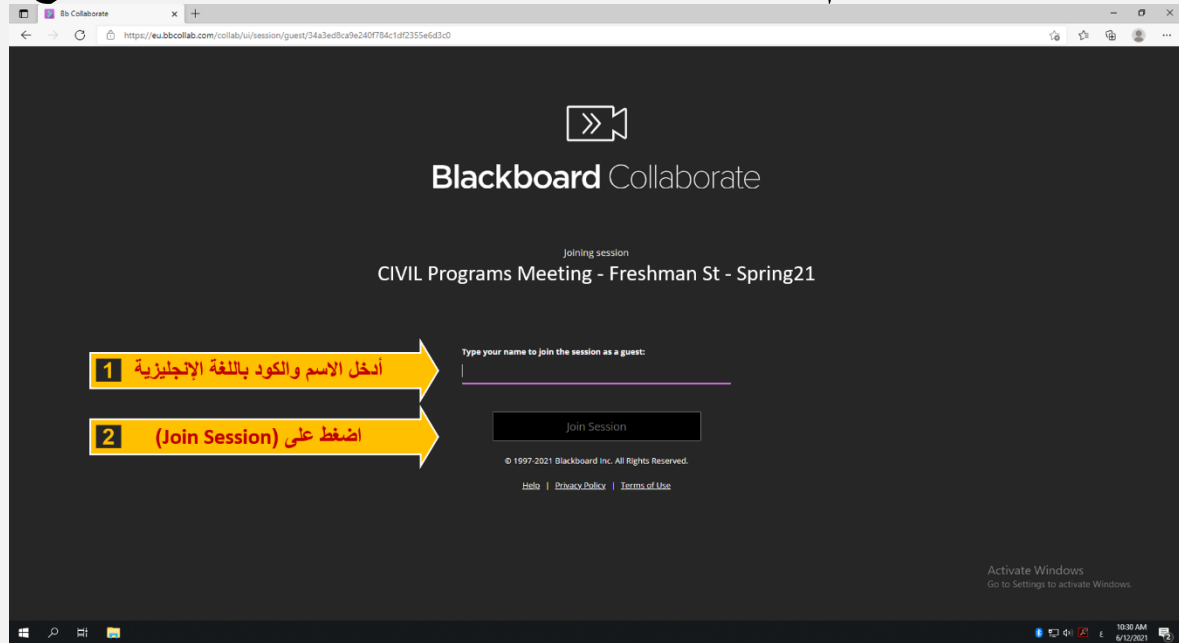 Bb Collaborate
https://eu.bbcollab.com/collab/ui/session/guest/34a3ed8ca9e240f784c1df2355e6d3c0
Blackboard Collaborate
Joining session
CIVIL Programs Meeting - Freshman St - Spring21
Type your name to join the session as a guest:
1 أدخل الاسم والكود باللغة الإنجليزية
2 اضغط على (Join Session)
Join Session
© 1997-2021 Blackboard Inc. All Rights Reserved.
Help | Privacy Policy | Terms of Use
Activate Windows
Go to Settings to activate Windows.
ع
10:30 AM
6/12/2021
2